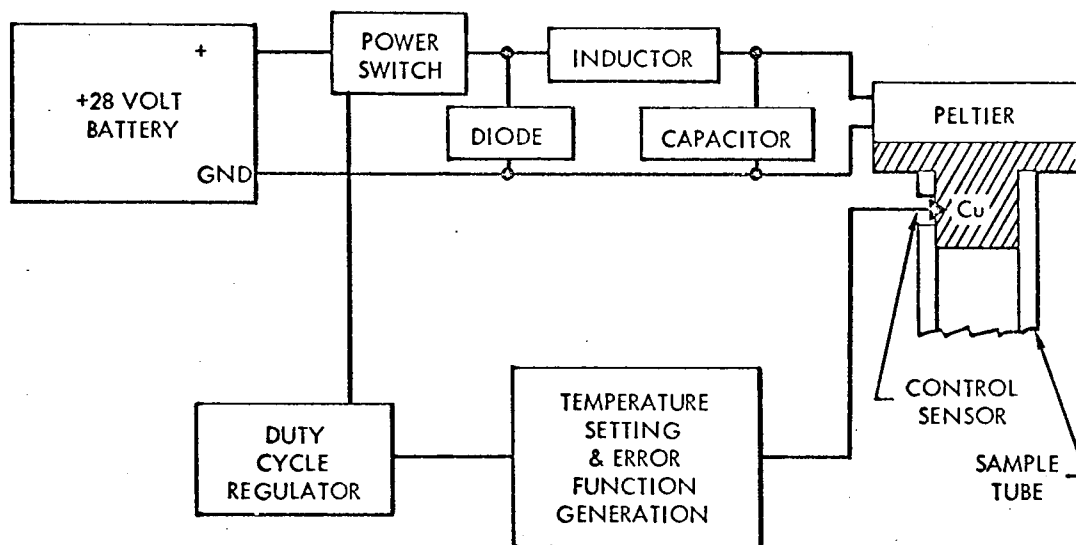 +
+28 VOLT
BATTERY
GND
POWER
SWITCH
INDUCTOR
DIODE
CAPACITOR
PELTIER
Cu
CONTROL
SENSOR
SAMPLE
TUBE
DUTY
CYCLE
REGULATOR
TEMPERATURE
SETTING
& ERROR
FUNCTION
GENERATION